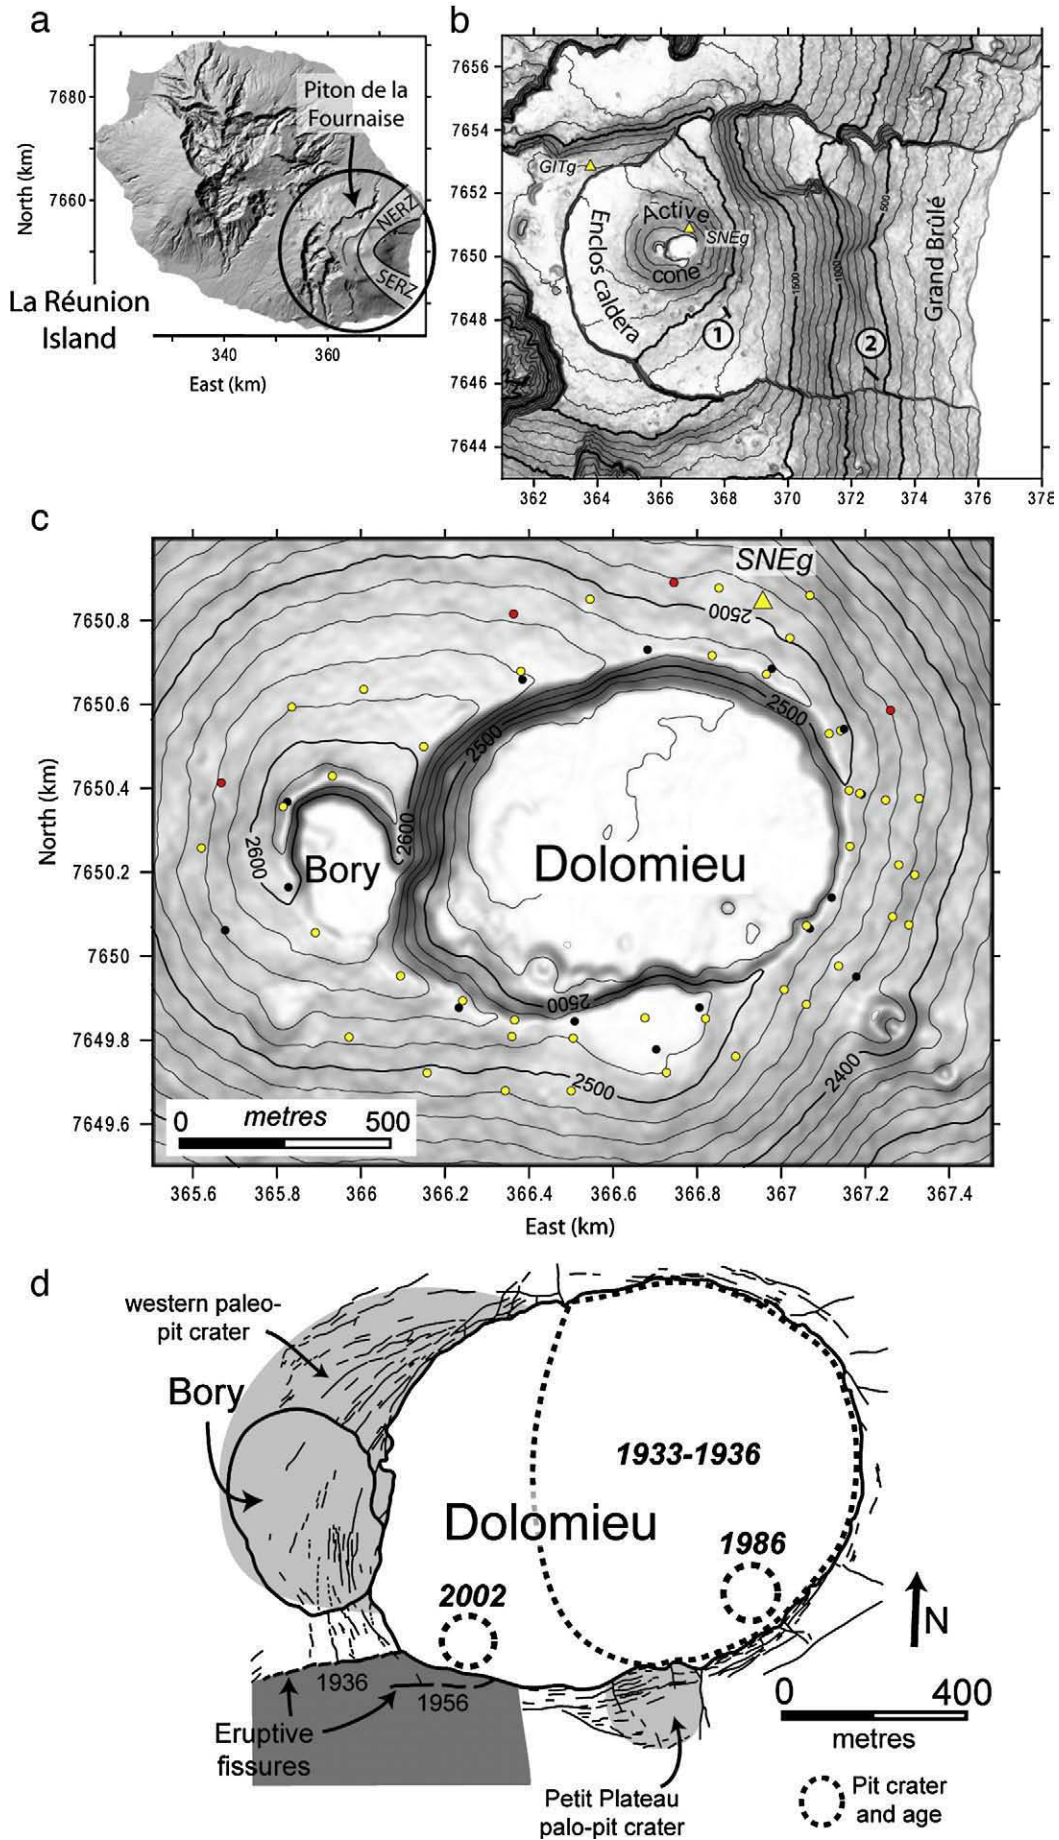 a
7680
7660
North (km)
Piton de la
Fournaise
NERZ
SERZ
La Réunion
Island
340
360
East (km)
b
7656
7654
7652
7650
7648
7646
7644
GITg
Active
SNEg
cone
Enclos caldera
1
2
1500
1000
500
Grand Brûlé
362
364
366
368
370
372
374
376
378
c
SNEg
7650.8
7650.6
7650.4
7650.2
7650
7649.8
7649.6
North (km)
2500
2500
2500
2600
2600
Bory
Dolomieu
2500
2500
2400
0
metres
500
365.6
365.8
366
366.2
366.4
366.6
366.8
367
367.2
367.4
East (km)
d
western paleo-
pit crater
Bory
1933-1936
Dolomieu
1986
2002
N
1936
1956
Eruptive
fissures
0
400
metres
Petit Plateau
palo-pit crater
Pit crater
and age